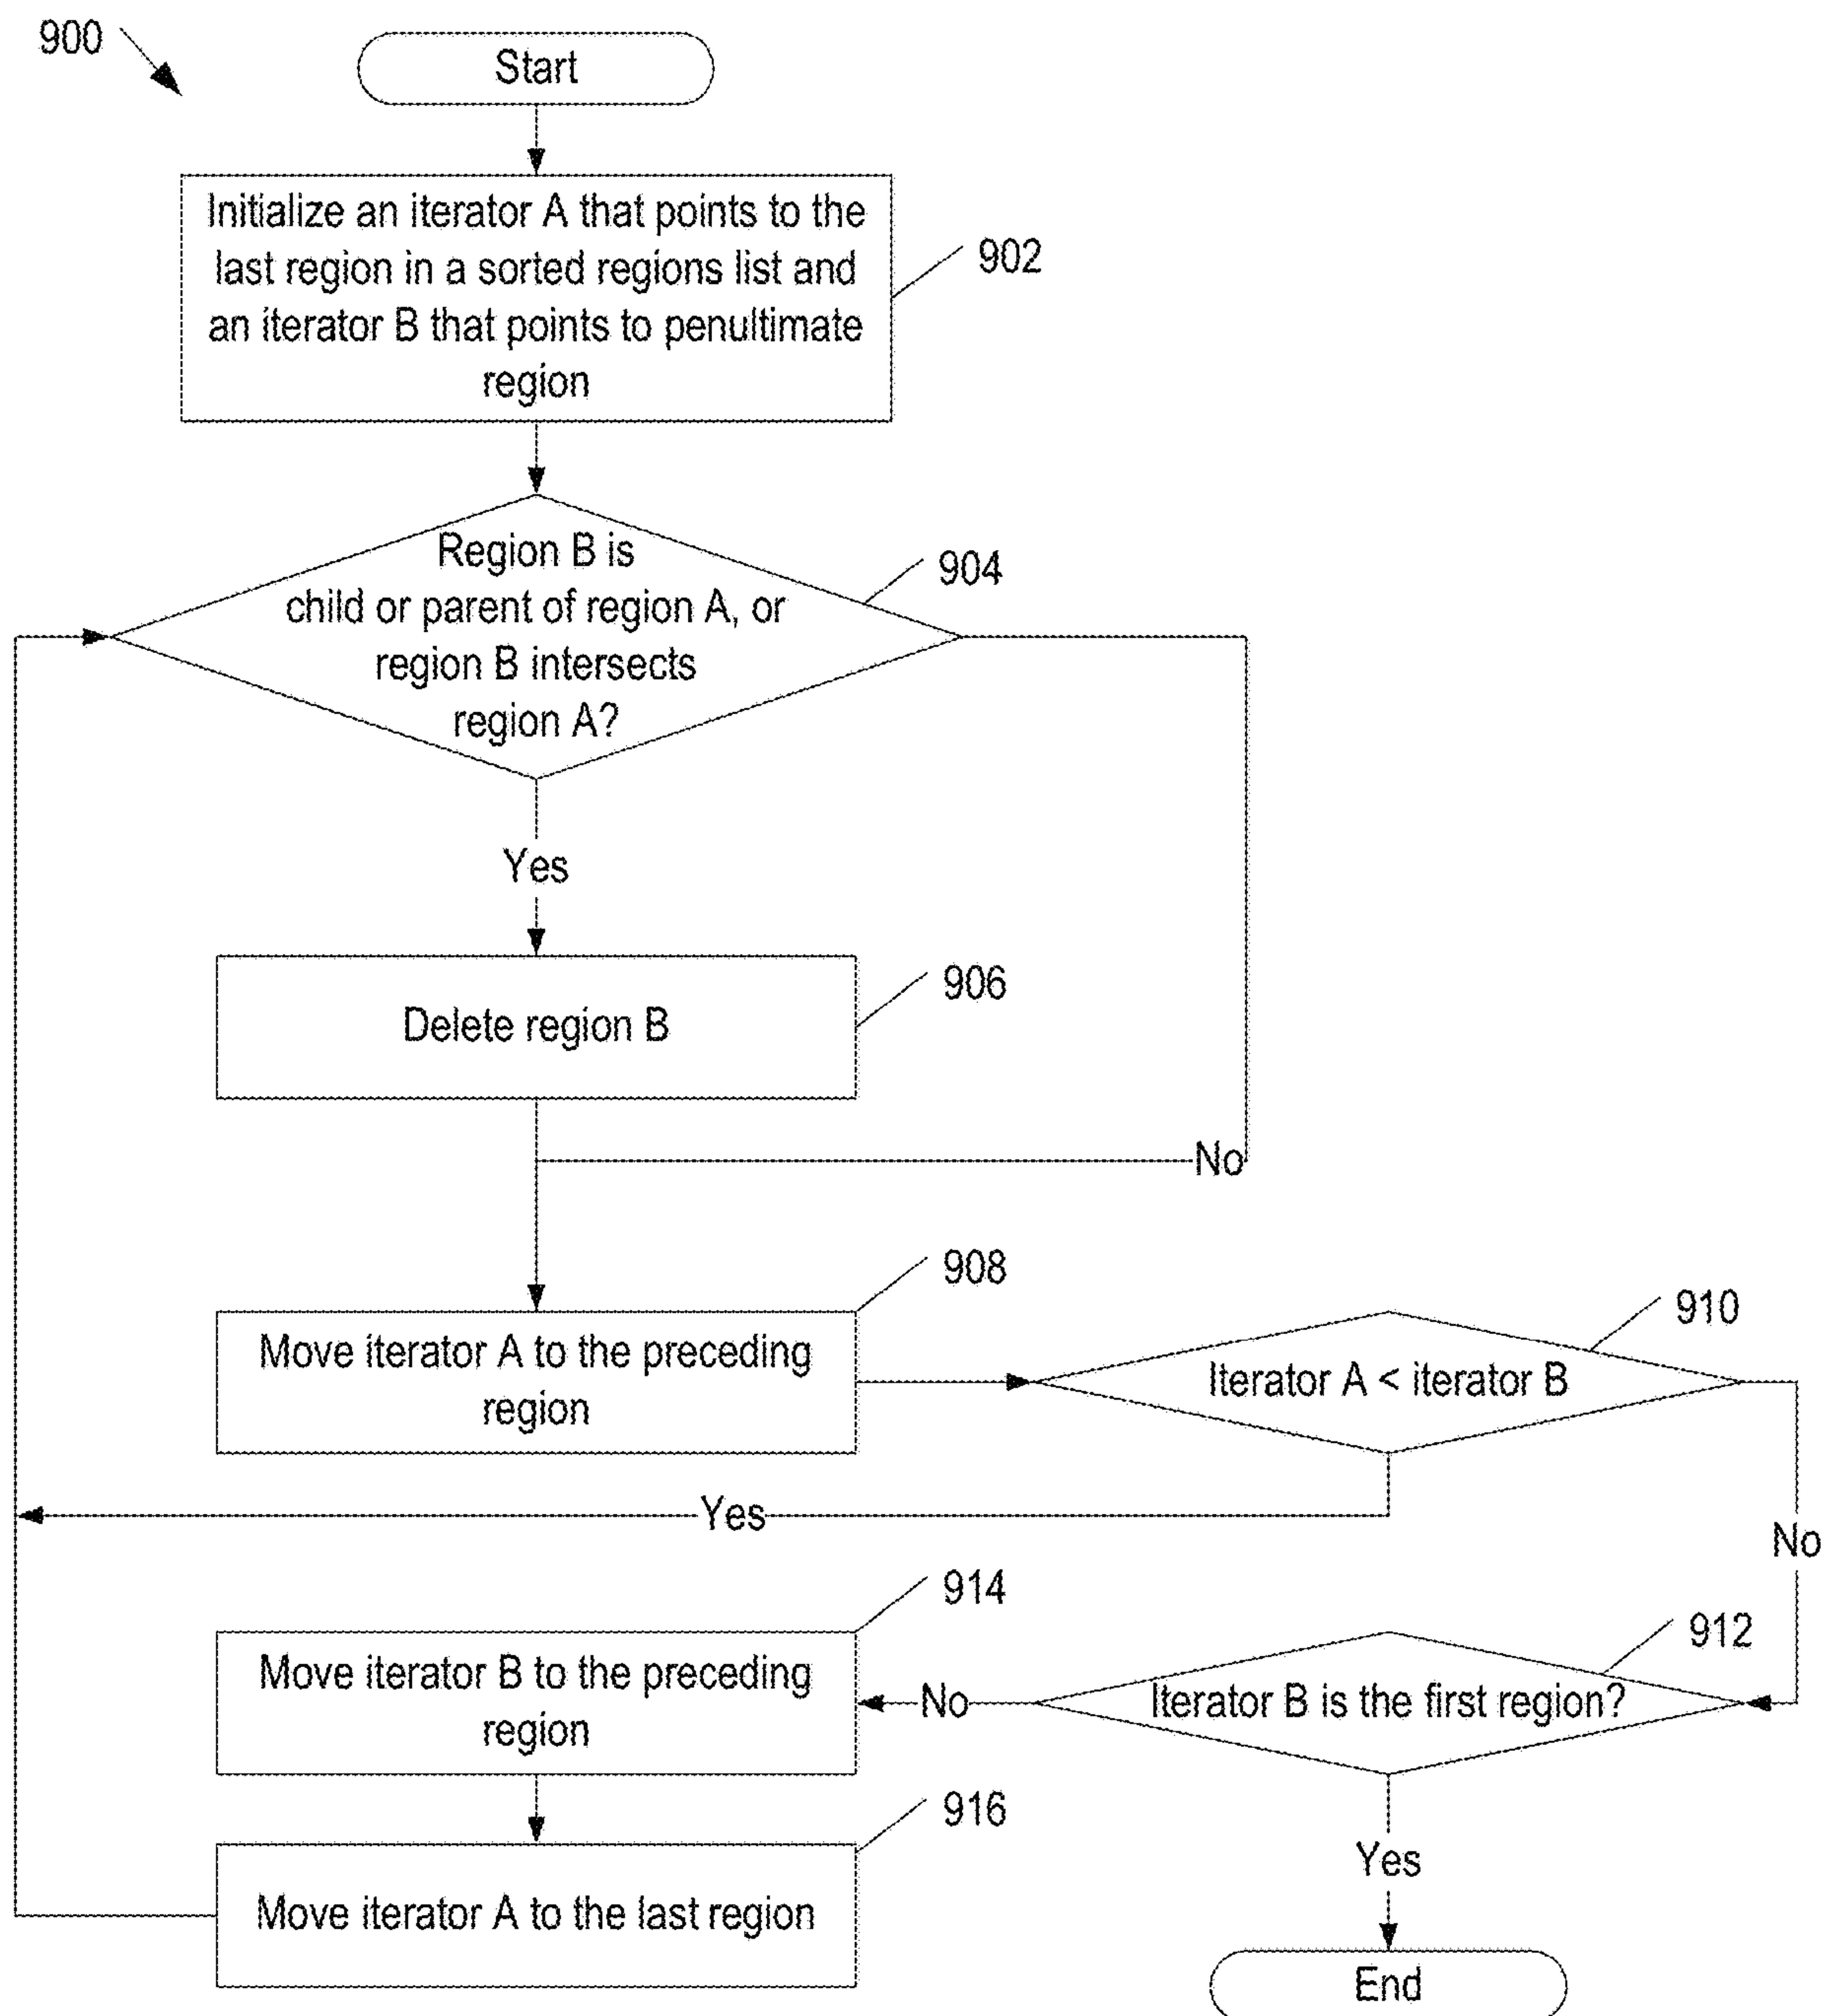 900
Start
Initialize an iterator A that points to the
last region in a sorted regions list and
an iterator B that points to penultimate
region
902
Region B is
child or parent of region A, or
region B intersects
region A?
904
Yes
Delete region B
906
No
Move iterator A to the preceding
region
908
Iterator A < iterator B
910
Yes
No
Move iterator B to the preceding
region
914
No
Iterator B is the first region?
912
Move iterator A to the last region
916
Yes
End